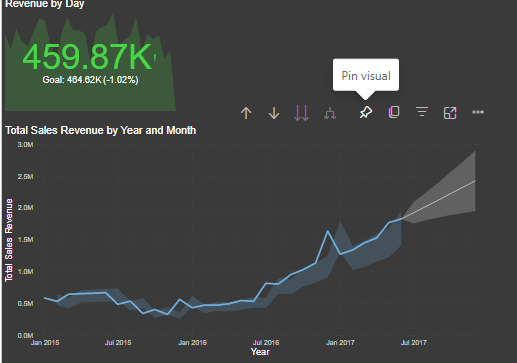 Revenue by Day
459.87K!
Goal: 464.62K (-1.02%)
Pin visual
Total Sales Revenue by Year and Month
3.0M
2.5M
2.0M
1.5M
1.0M
0.5M
0.0M
Total Sales Revenue
Jan 2015 Jul 2015 Jan 2016 Jul 2016 Jan 2017 Jul 2017
Year